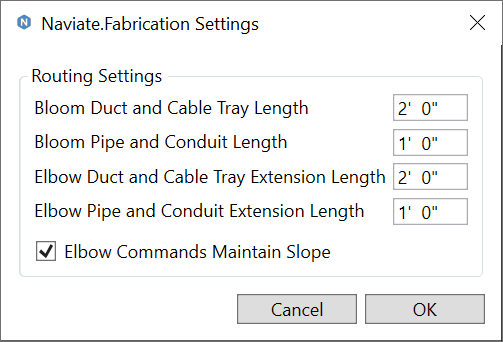 Naviate.Fabrication Settings
Routing Settings
Bloom Duct and Cable Tray Length 2' 0"
Bloom Pipe and Conduit Length 1' 0"
Elbow Duct and Cable Tray Extension Length 2' 0"
Elbow Pipe and Conduit Extension Length 1' 0"
Elbow Commands Maintain Slope
Cancel OK